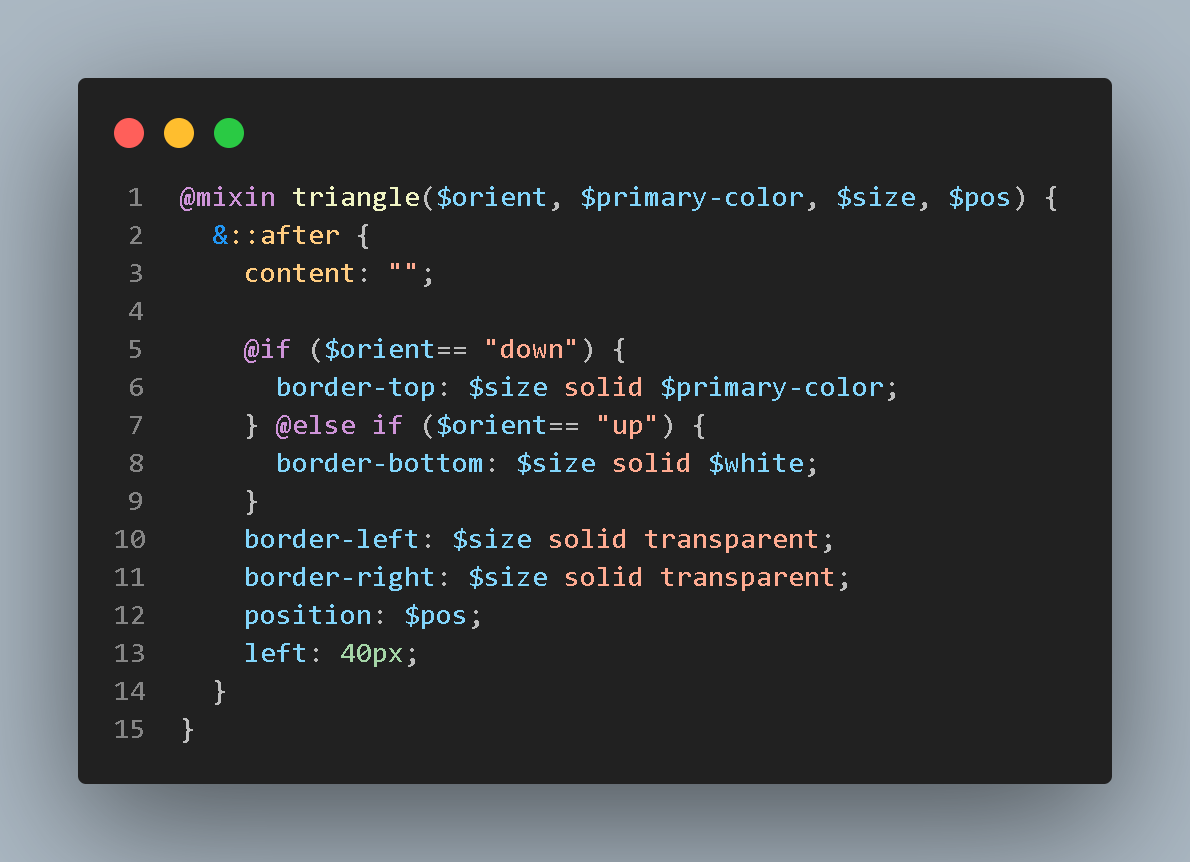 1 @mixin triangle($orient, $primary-color, $size, $pos) {
2   &::after {
3     content: "";
4
5     @if ($orient== "down") {
6       border-top: $size solid $primary-color;
7     } @else if ($orient== "up") {
8       border-bottom: $size solid $white;
9     }
10     border-left: $size solid transparent;
11     border-right: $size solid transparent;
12     position: $pos;
13     left: 40px;
14   }
15 }